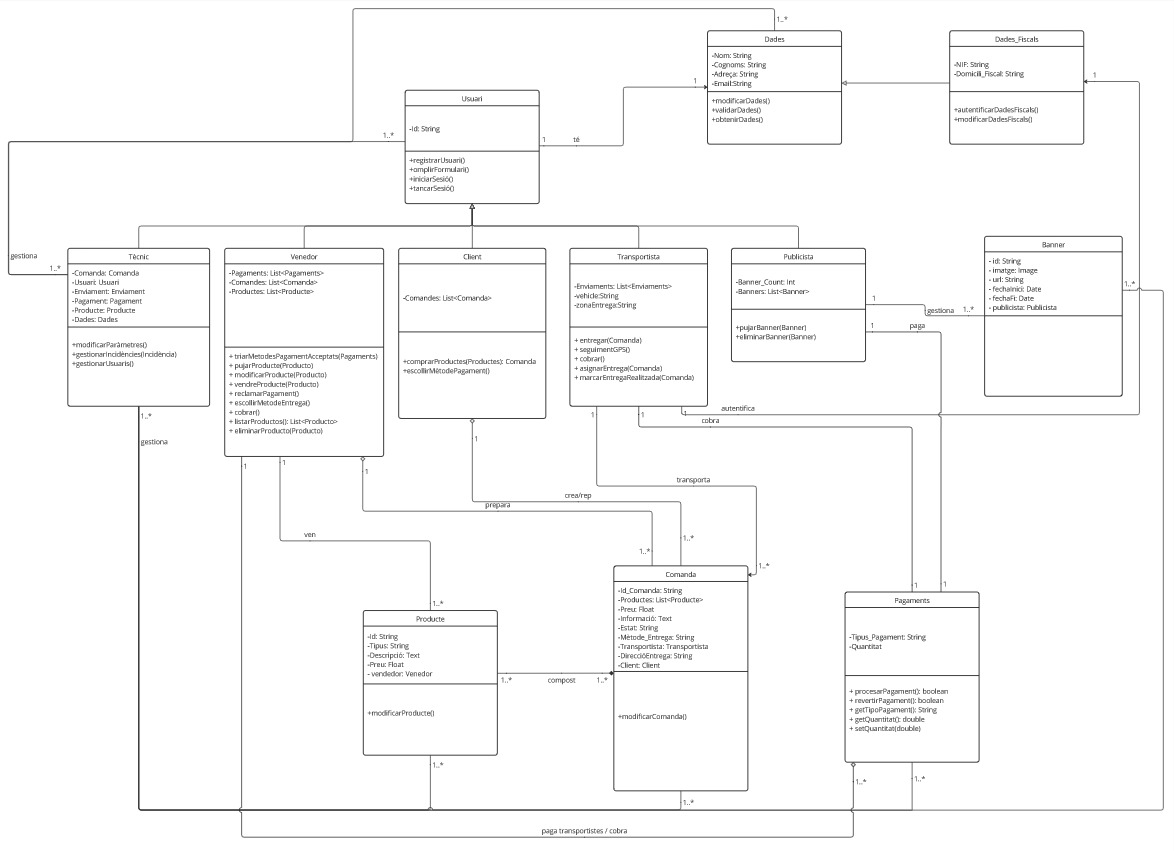 1..*
Dades
-Nom: String
-Cognoms: String
-Adreça: String
-Email:String
+modificarDades()
+validarDades()
+obtenirDades()
Dades_Fiscals
-NIF: String
-Domicili_Fiscal: String
+autentificarDadesFiscals()
+modificarDadesFiscals()
1
1
Usuari
-Id: String
+registrarUsuari()
+omplirFormulari()
+iniciarSesió()
+tancarSesió()
1..*
1
té
gestiona
1..*
Tècnic
-Comanda: Comanda
-Usuari: Usuari
-Enviament: Enviament
-Pagament: Pagament
-Producte: Producte
-Dades: Dades
+modificarParàmetres()
+gestionarIncidències(Incidència)
+gestionarUsuaris()
Venedor
-Pagaments: List<Pagaments>
-Comandes: List<Comanda>
-Productes: List<Producte>
+ triarMetodesPagamentAcceptats(Pagaments)
+ pujarProducte(Producto)
+ modificarProducte(Producto)
+ vendreProducte(Producto)
+ reclamarPagament()
+ escollirMetodeEntrega()
+ cobrar()
+ listarProductos(): List<Producto>
+ eliminarProducto(Producto)
Client
-Comandes: List<Comanda>
+comprarProductes(Productes): Comanda
+escollirMétodePagament()
Transportista
-Enviaments: List<Enviaments>
-vehicle:String
-zonaEntrega:String
+ entregar(Comanda)
+ seguimentGPS()
+ cobrar()
+ asignarEntrega(Comanda)
+ marcarEntregaRealitzada(Comanda)
Publicista
-Banner_Count: Int
-Banners: List<Banner>
+pujarBanner(Banner)
+eliminarBanner(Banner)
Banner
- id: String
- imatge: Image
- url: String
- fechaInici: Date
- fechaFi: Date
- publicista: Publicista
1..*
1
gestiona
1..*
1
paga
1..*
gestiona
1
1
1
1
1
1
1
autentifica
cobra
transporta
crea/rep
prepara
ven
1..*
1..*
1..*
1..*
1
1
Comanda
-Id_Comanda: String
-Productes: List<Producte>
-Preu: Float
-Informació: Text
-Estat: String
-Mètode_Entrega: String
-Transportista: Transportista
-DireccióEntrega: String
-Client: Client
+modificarComanda()
Producte
-Id: String
-Tipus: String
-Descripció: Text
-Preu: Float
- vendedor: Venedor
+modificarProducte()
1..*
compost
1..*
Pagaments
-Tipus_Pagament: String
-Quantitat
+ procesarPagament(): boolean
+ revertirPagament(): boolean
+ getTipoPagament(): String
+ getQuantitat(): double
+ setQuantitat(double)
1..*
1..*
1..*
1..*
paga transportistes / cobra